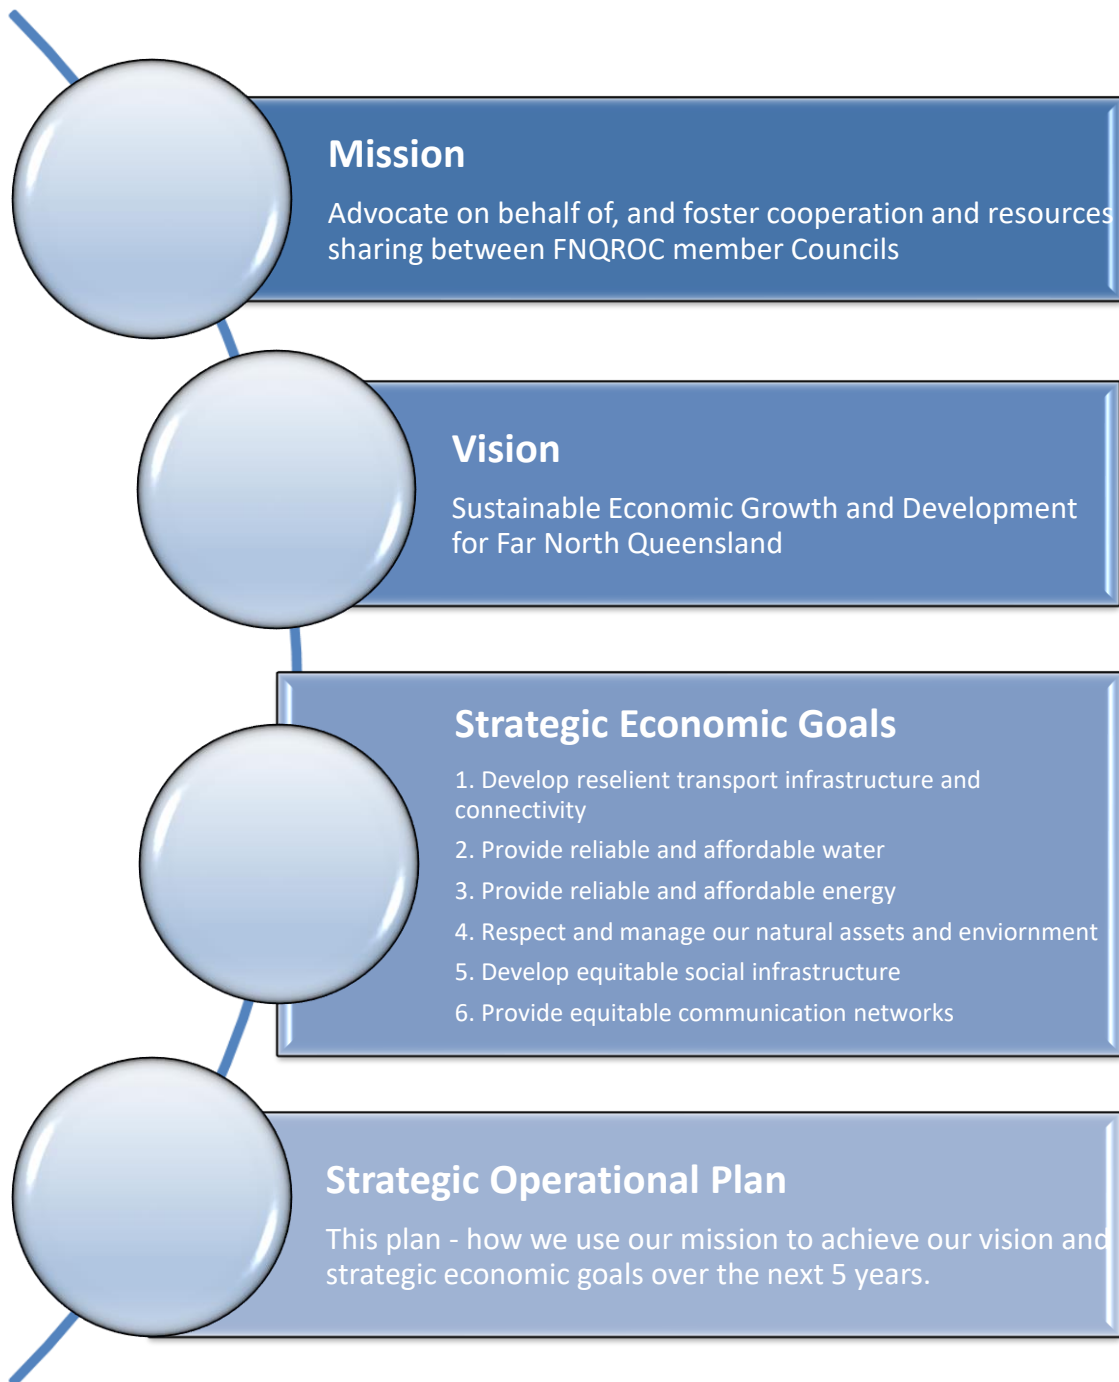 Mission
Advocate on behalf of, and foster cooperation and resources
sharing between FNQROC member Councils
Vision
Sustainable Economic Growth and Development
for Far North Queensland
Strategic Economic Goals
1. Develop reselient transport infrastructure and
connectivity
2. Provide reliable and affordable water
3. Provide reliable and affordable energy
4. Respect and manage our natural assets and enviornment
5. Develop equitable social infrastructure
6. Provide equitable communication networks
Strategic Operational Plan
This plan - how we use our mission to achieve our vision and
strategic economic goals over the next 5 years.